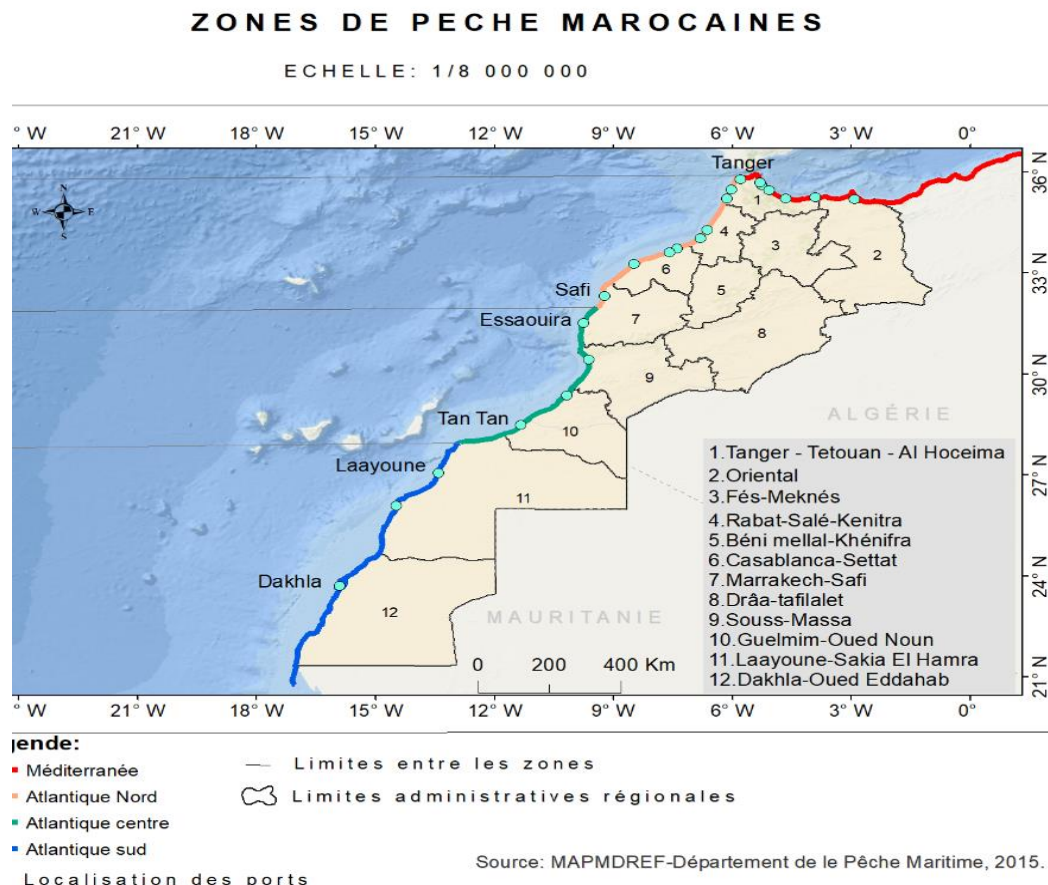 ZONES DE PECHE MAROCAINES
ECHELLE: 1/8 000 000
° W 21° W 18° W 15° W 12° W 9° W 6° W 3° W 0°
N
W E
S
Tanger
36° N
1
4
3
2
33° N
6
Safi
5
Essaouira
7
8
30° N
9
Tan Tan
ALGÉRIE
10
Laayoune
27° N
11
Dakhla
24° N
12
MAURITANIE
0 200 400 Km
21° N
1.Tanger - Tetouan - Al Hoceima
2.Oriental
3.Fés-Meknés
4.Rabat-Salé-Kenitra
5.Béni mellal-Khénifra
6.Casablanca-Settat
7.Marrakech-Safi
8.Drâa-tafilalet
9.Souss-Massa
10.Guelmim-Oued Noun
11.Laayoune-Sakia El Hamra
12.Dakhla-Oued Eddahab
° W 21° W 18° W 15° W 12° W 9° W 6° W 3° W 0°
gende:
Méditerranée
Atlantique Nord
Atlantique centre
Atlantique sud
Localisation des ports
Limites entre les zones
Limites administratives régionales
Source: MAPMDREF-Département de le Pêche Maritime, 2015.